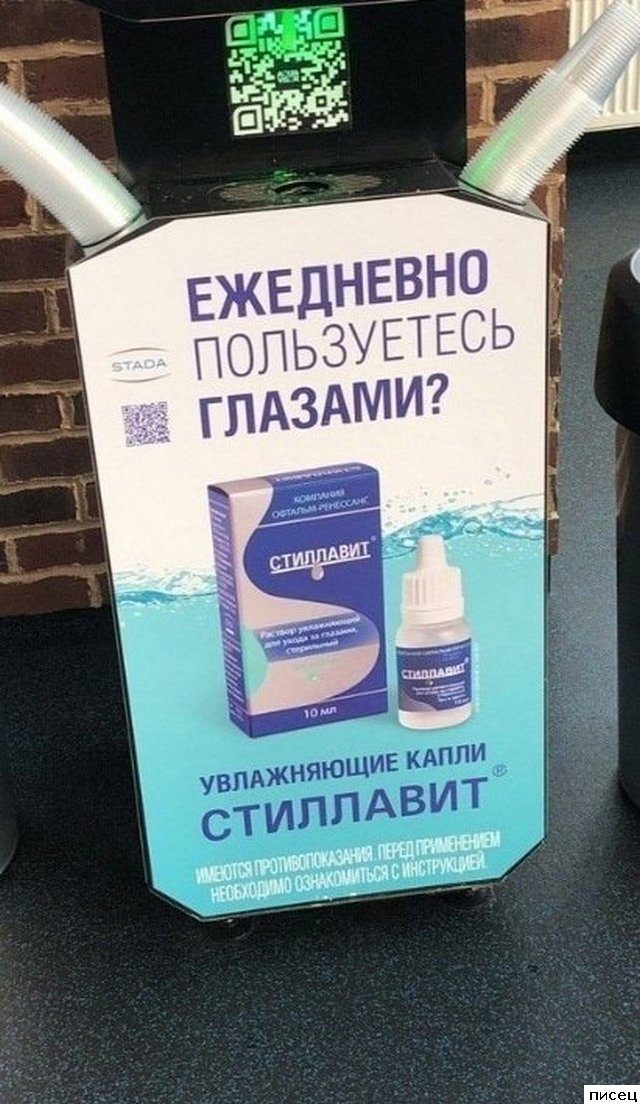 ЕЖЕДНЕВНО
ПОЛЬЗУЕТЕСЬ
STADA
ГЛАЗАМИ?
КОМПАНИЯ
ОФТАЛЬМ-РЕНЕССАНС
СТИЛЛАВИТ®
Раствор увлажняющий
для ухода за глазами,
стерильный
10 мл
СТИЛЛАВИТ
УВЛАЖНЯЮЩИЕ КАПЛИ
СТИЛЛАВИТ®
ИМЕЮТСЯ ПРОТИВОПОКАЗАНИЯ. ПЕРЕД ПРИМЕНЕНИЕМ
НЕОБХОДИМО ОЗНАКОМИТЬСЯ С ИНСТРУКЦИЕЙ.
писец